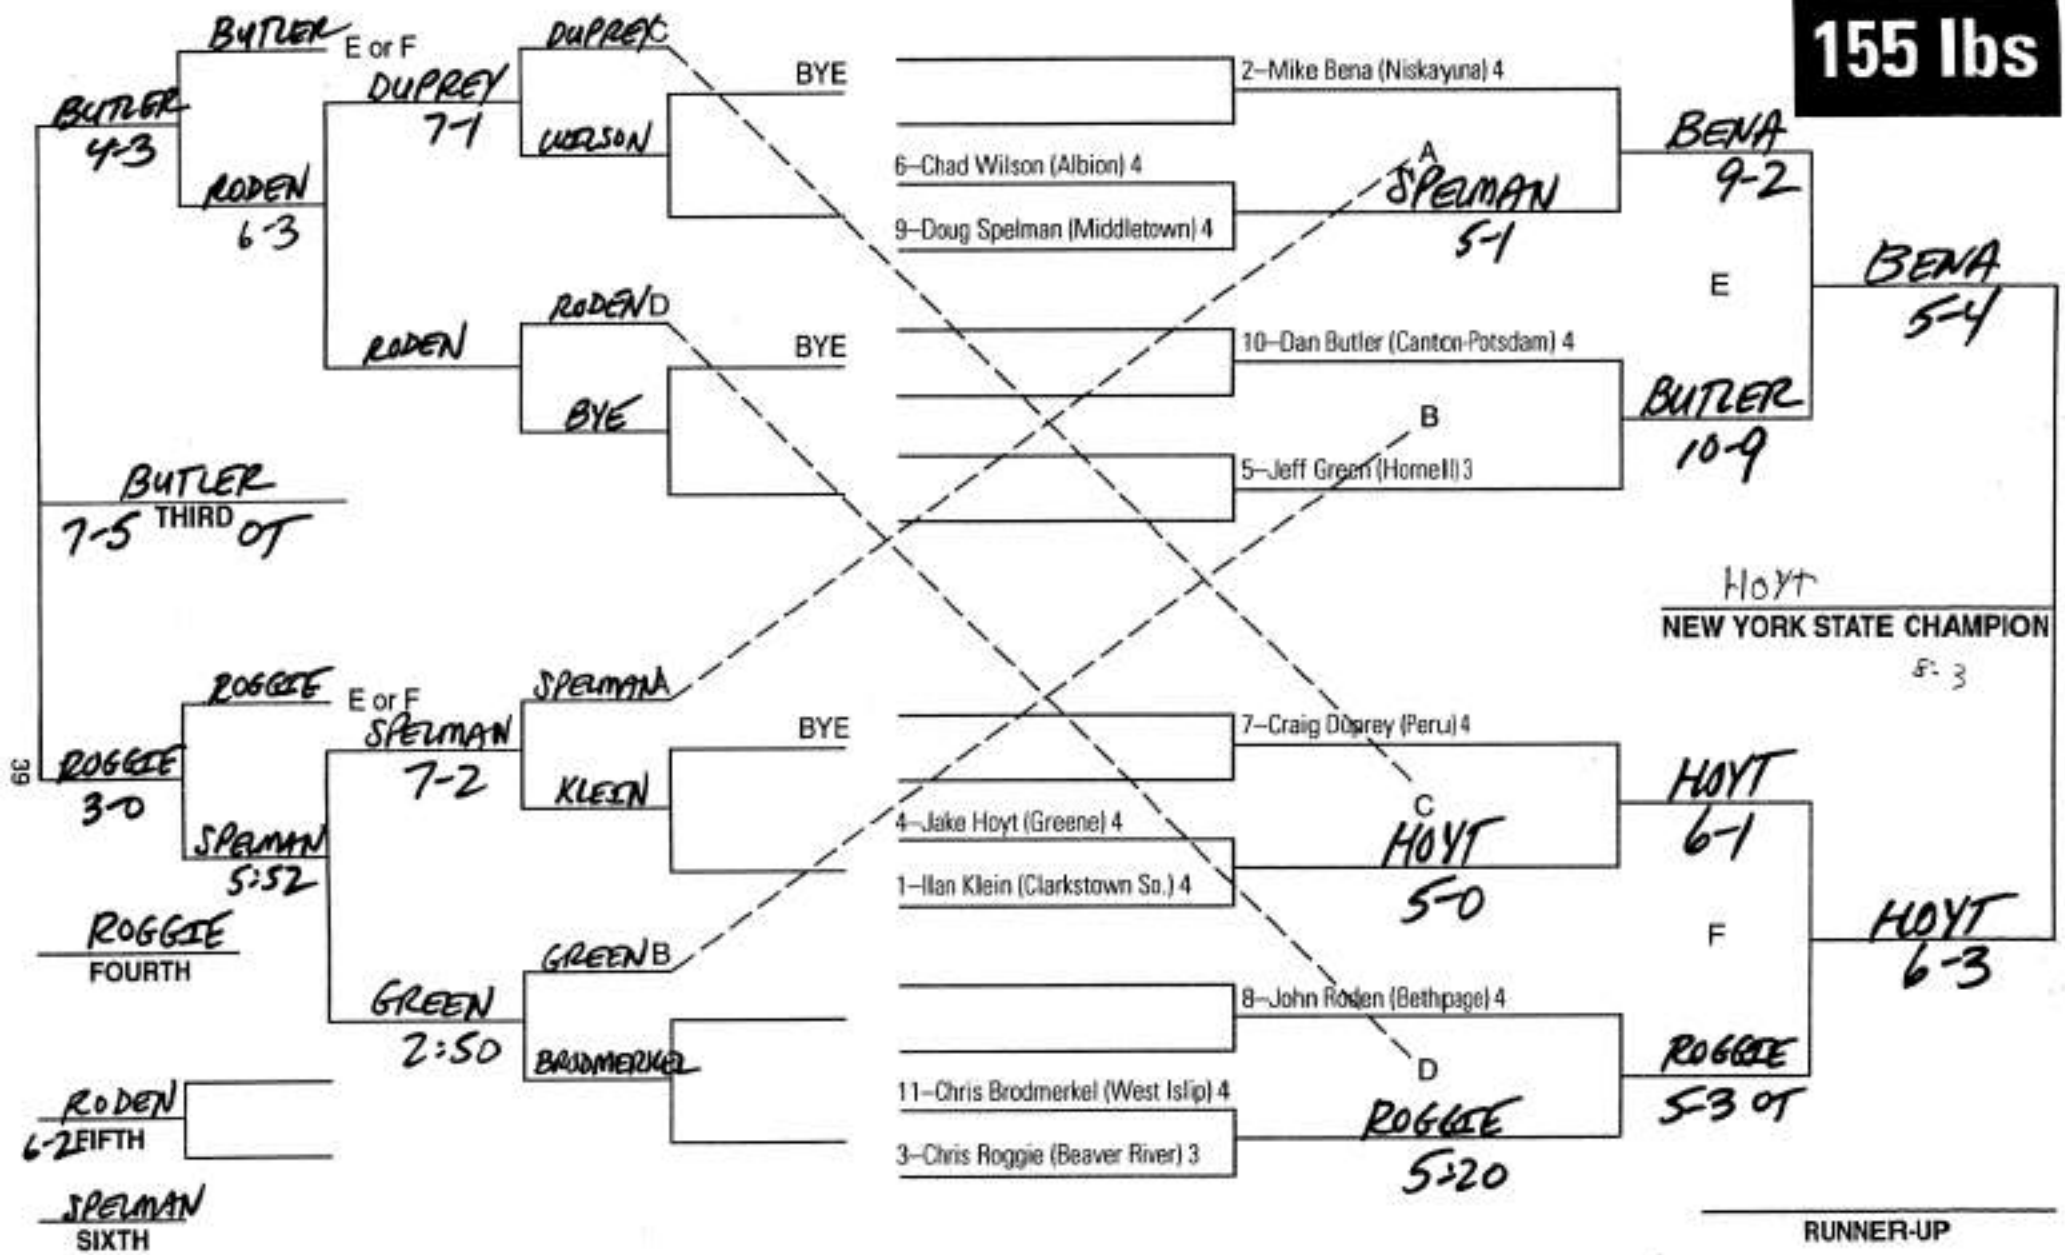 155 lbs
BUTLER
E or F
BUTLER
4-3
RODEN
6-3
DUPREY
7-1
RODEN
DUPREY C
WILSON
RODEN D
BYE
BUTLER
THIRD
7-5 OT
ROGGIE
E or F
ROGGIE
3-0
SPELMAN
5:52
SPELMAN
7-2
GREEN
2:50
SPELMAN A
KLEIN
GREEN B
BRODMERKEL
ROGGIE
FOURTH
RODEN
6-2 FIFTH
SPELMAN
SIXTH
39
BYE
2–Mike Bena (Niskayuna) 4
6–Chad Wilson (Albion) 4
9–Doug Spelman (Middletown) 4
A
SPELMAN
5-1
BYE
10–Dan Butler (Canton-Potsdam) 4
B
5–Jeff Green (Hornell) 3
BYE
7–Craig Duprey (Peru) 4
4–Jake Hoyt (Greene) 4
1–Ilan Klein (Clarkstown So.) 4
C
HOYT
5-0
8–John Roden (Bethpage) 4
11–Chris Brodmerkel (West Islip) 4
3–Chris Roggie (Beaver River) 3
D
ROGGIE
5:20
BENA
9-2
E
BUTLER
10-9
HOYT
6-1
F
ROGGIE
5-3 OT
BENA
5-4
HOYT
NEW YORK STATE CHAMPION
8-3
HOYT
6-3
RUNNER-UP